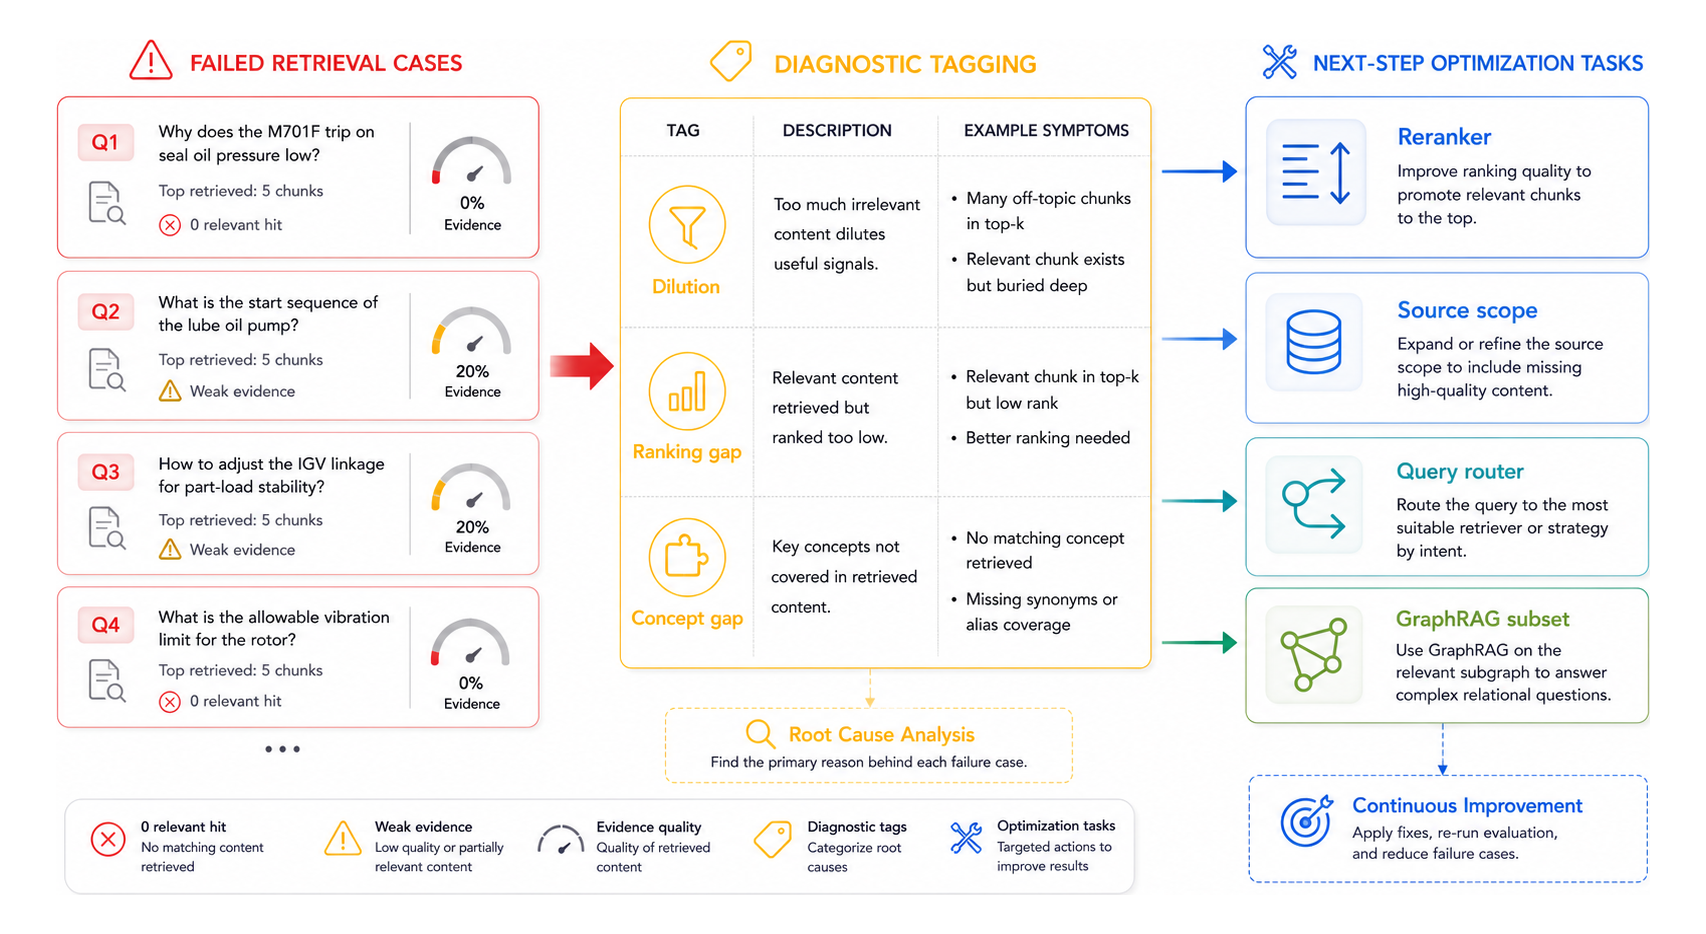 FAILED RETRIEVAL CASES
Q1
Why does the M701F trip on
seal oil pressure low?
Top retrieved: 5 chunks
0 relevant hit
0%
Evidence
Q2
What is the start sequence of
the lube oil pump?
Top retrieved: 5 chunks
Weak evidence
20%
Evidence
Q3
How to adjust the IGV linkage
for part-load stability?
Top retrieved: 5 chunks
Weak evidence
20%
Evidence
Q4
What is the allowable vibration
limit for the rotor?
Top retrieved: 5 chunks
0 relevant hit
0%
Evidence
DIAGNOSTIC TAGGING
TAG
DESCRIPTION
EXAMPLE SYMPTOMS
Dilution
Too much irrelevant
content dilutes
useful signals.
• Many off-topic chunks
in top-k
• Relevant chunk exists
but buried deep
Ranking gap
Relevant content
retrieved but
ranked too low.
• Relevant chunk in top-k
but low rank
• Better ranking needed
Concept gap
Key concepts not
covered in retrieved
content.
• No matching concept
retrieved
• Missing synonyms or
alias coverage
Root Cause Analysis
Find the primary reason behind each failure case.
NEXT-STEP OPTIMIZATION TASKS
Reranker
Improve ranking quality to
promote relevant chunks
to the top.
Source scope
Expand or refine the source
scope to include missing
high-quality content.
Query router
Route the query to the most
suitable retriever or strategy
by intent.
GraphRAG subset
Use GraphRAG on the
relevant subgraph to answer
complex relational questions.
Continuous Improvement
Apply fixes, re-run evaluation,
and reduce failure cases.
0 relevant hit
No matching content
retrieved
Weak evidence
Low quality or partially
relevant content
Evidence quality
Quality of retrieved
content
Diagnostic tags
Categorize root
causes
Optimization tasks
Targeted actions to
improve results